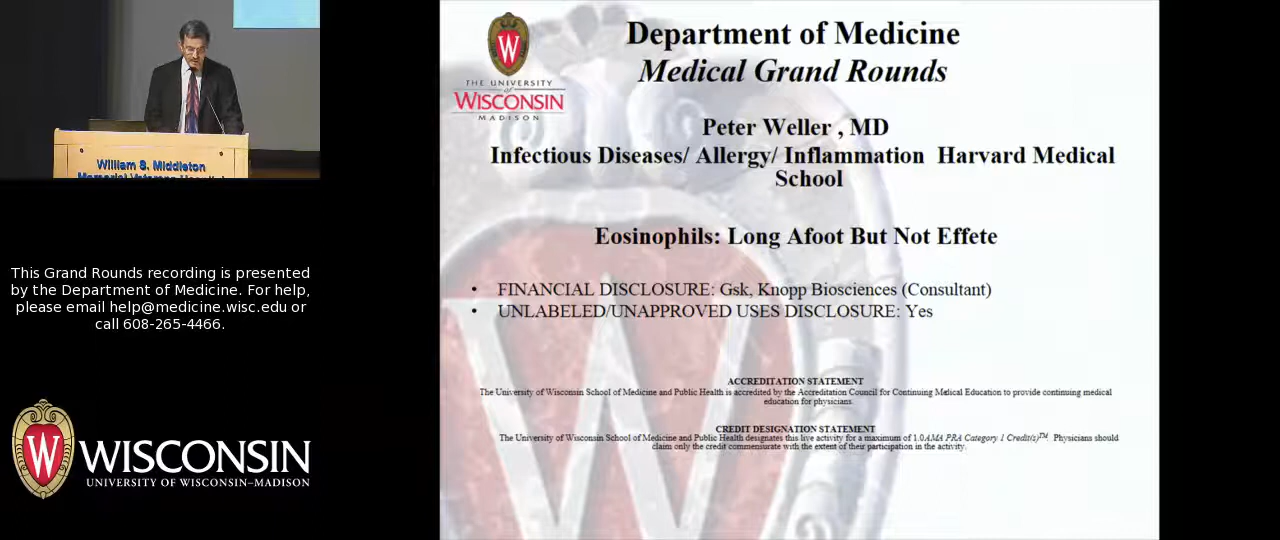 William S. Middleton
Memorial Veterans Hospital
This Grand Rounds recording is presented
by the Department of Medicine. For help,
please email help@medicine.wisc.edu or
call 608-265-4466.
W
WISCONSIN
UNIVERSITY OF WISCONSIN–MADISON
W
THE UNIVERSITY
of
WISCONSIN
MADISON
Department of Medicine
Medical Grand Rounds
Peter Weller , MD
Infectious Diseases/ Allergy/ Inflammation Harvard Medical
School
Eosinophils: Long Afoot But Not Effete
• FINANCIAL DISCLOSURE: Gsk, Knopp Biosciences (Consultant)
• UNLABELED/UNAPPROVED USES DISCLOSURE: Yes
ACCREDITATION STATEMENT
The University of Wisconsin School of Medicine and Public Health is accredited by the Accreditation Council for Continuing Medical Education to provide continuing medical
education for physicians.
CREDIT DESIGNATION STATEMENT
The University of Wisconsin School of Medicine and Public Health designates this live activity for a maximum of 1.0 AMA PRA Category 1 Credit(s)TM. Physicians should
claim only the credit commensurate with the extent of their participation in the activity.